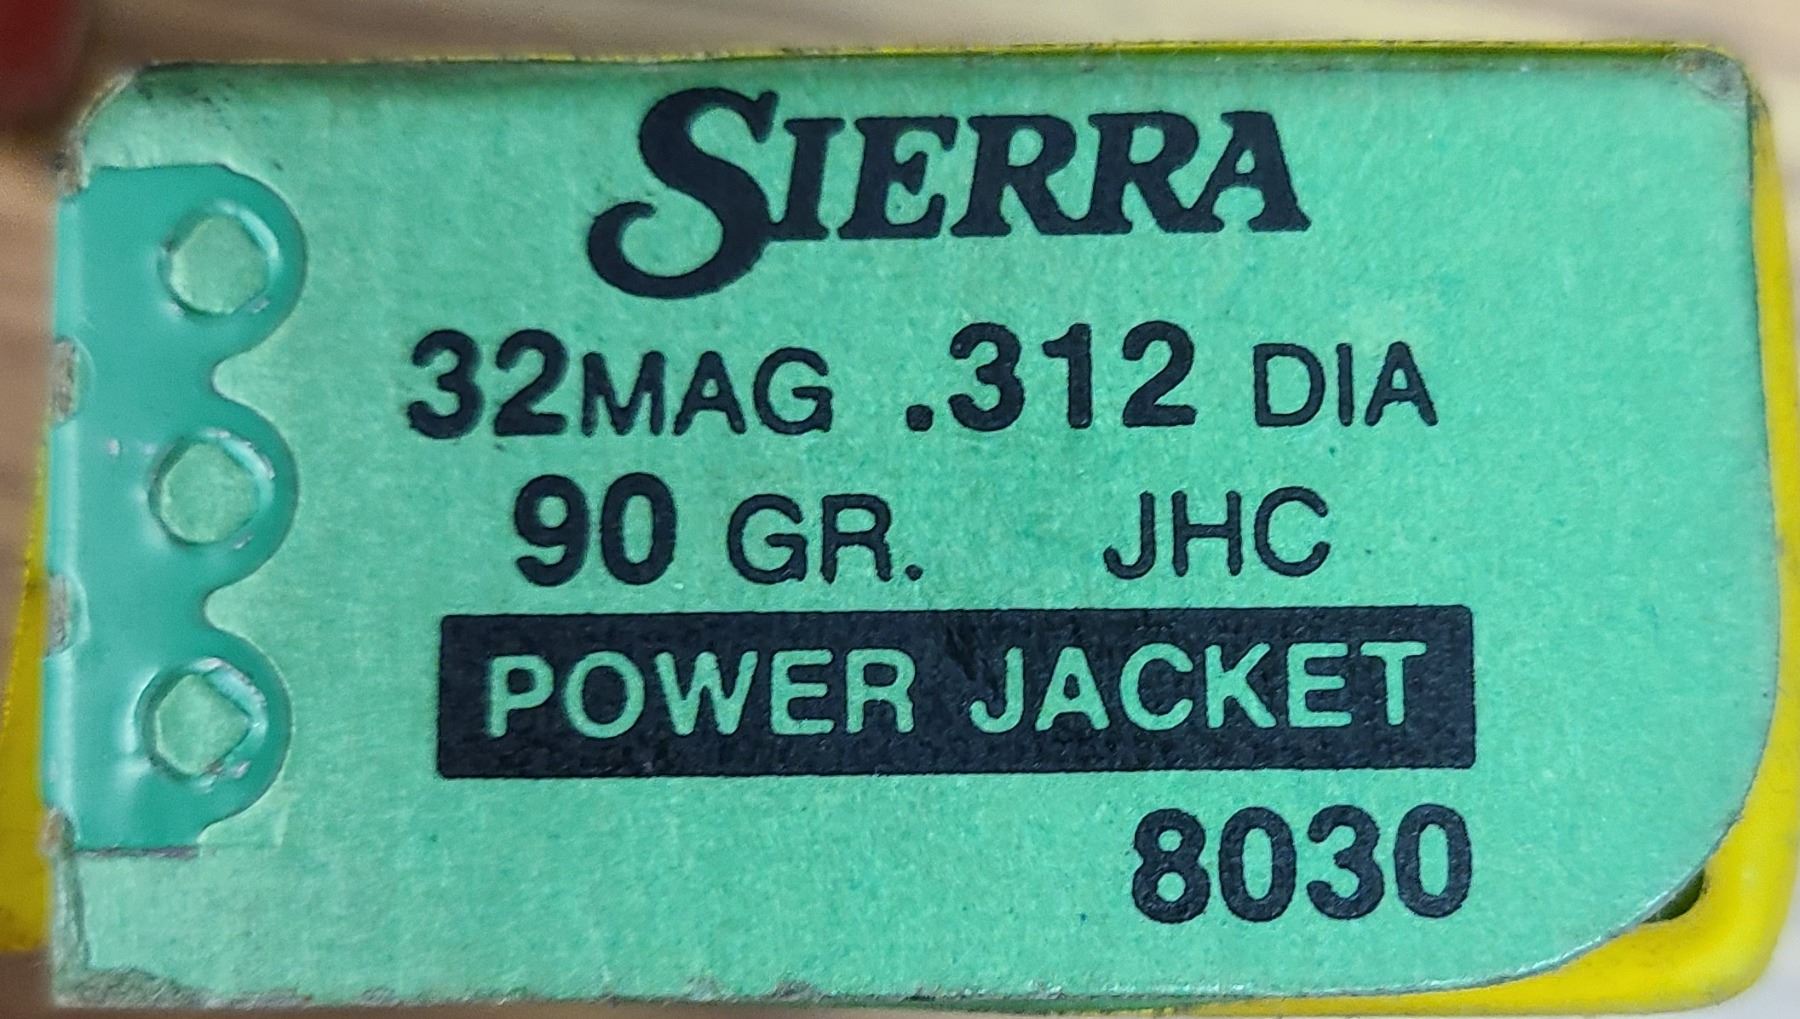 SIERRA
32MAG .312 DIA
90 GR. JHC
POWER JACKET
8030